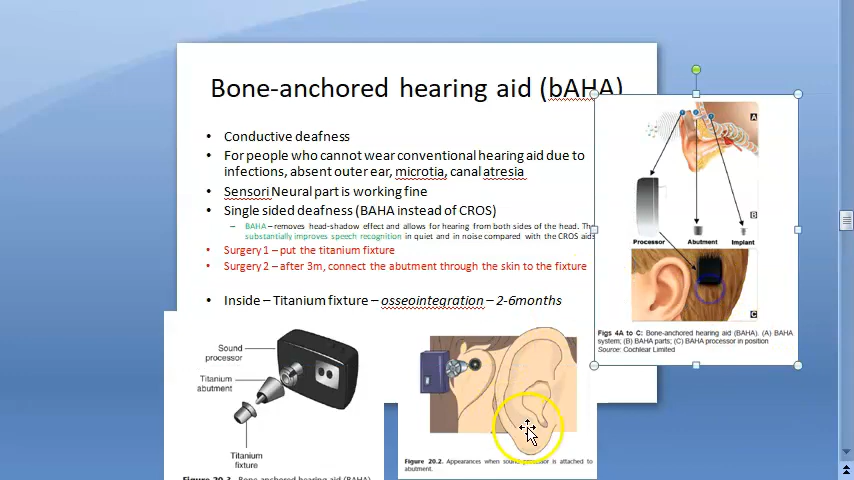 Bone-anchored hearing aid (bAHA)
• Conductive deafness
• For people who cannot wear conventional hearing aid due to
infections, absent outer ear, microtia, canal atresia
• Sensori Neural part is working fine
• Single sided deafness (BAHA instead of CROS)
– BAHA – removes head-shadow effect and allows for hearing from both sides of the head. Th
substantially improves speech recognition in quiet and in noise compared with the CROS aids
• Surgery 1 – put the titanium fixture
• Surgery 2 – after 3m, connect the abutment through the skin to the fixture
• Inside – Titanium fixture – osseointegration – 2-6months
A
B
Processor Abutment Implant
C
Figs 4A to C: Bone-anchored hearing aid (BAHA). (A) BAHA
system; (B) BAHA parts; (C) BAHA processor in position
Source: Cochlear Limited
Sound
processor
Titanium
abutment
Titanium
fixture
Figure 20.3 Bone-anchored hearing aid (BAHA)
Figure 20.2. Appearances when sound processor is attached to
abutment.